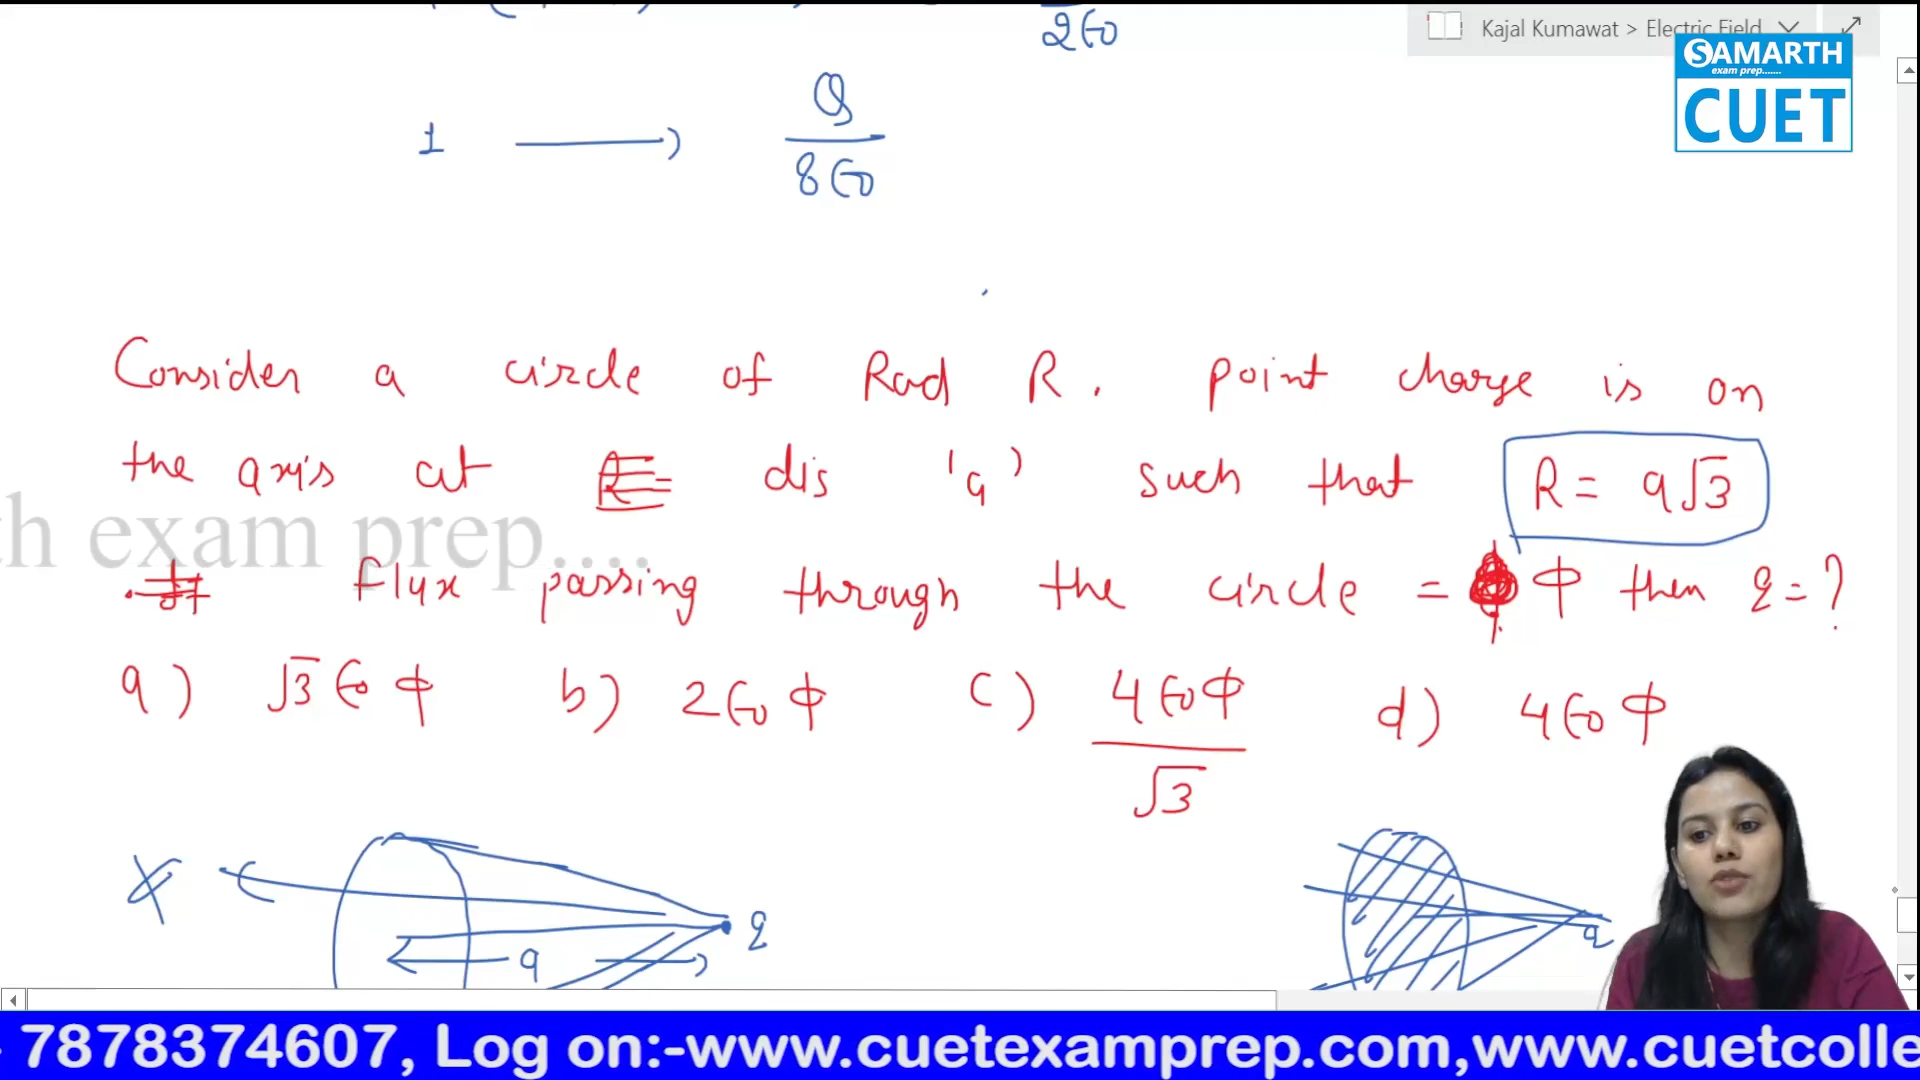 2ϵ0
Kajal Kumawat > Electric Field
SAMARTH
exam prep.......
CUET
1 ⟶ Q/8ϵ0
Consider a circle of Rad R. point charge is on
the axis at dis 'a' such that R = a√3
th exam prep....
flux passing through the circle = ϕ then q = ?
a) √3 ϵ0 ϕ b) 2ϵ0 ϕ c) 4ϵ0ϕ/√3 d) 4ϵ0 ϕ
q
a
q
7878374607, Log on:-www.cuetexamprep.com,www.cuetcolle